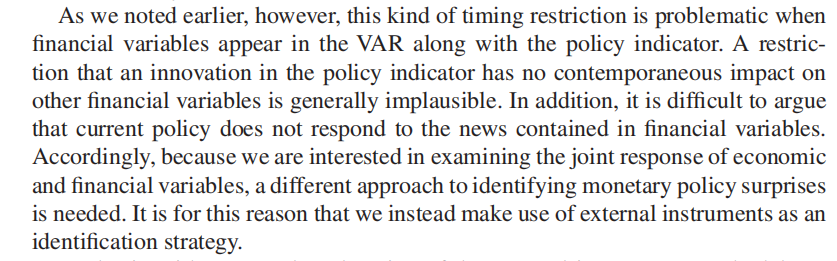 As we noted earlier, however, this kind of timing restriction is problematic when
financial variables appear in the VAR along with the policy indicator. A restric-
tion that an innovation in the policy indicator has no contemporaneous impact on
other financial variables is generally implausible. In addition, it is difficult to argue
that current policy does not respond to the news contained in financial variables.
Accordingly, because we are interested in examining the joint response of economic
and financial variables, a different approach to identifying monetary policy surprises
is needed. It is for this reason that we instead make use of external instruments as an
identification strategy.